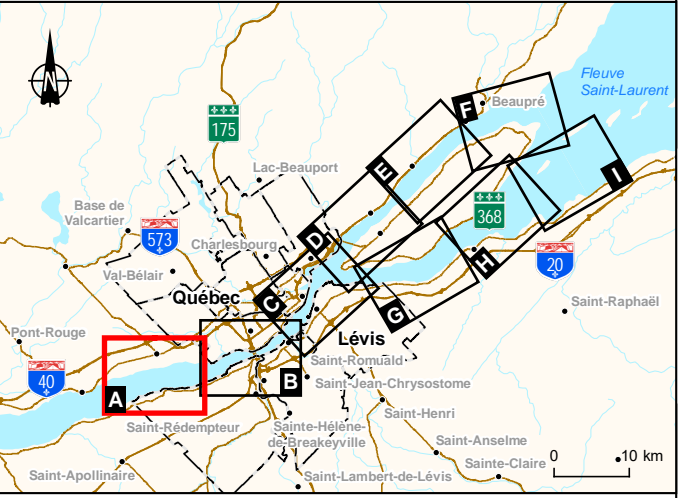 N
Fleuve
Saint-Laurent
F
Beaupré
175
Lac-Beauport
E
I
Base de
Valcartier
368
573
Charlesbourg
D
H
20
Val-Bélair
Québec
C
G
Saint-Raphaël
Pont-Rouge
Lévis
40
Saint-Romuald
A
B
Saint-Jean-Chrysostome
Saint-Henri
Saint-Rédempteur
Sainte-Hélène-
de-Breakeyville
Saint-Anselme
0 10 km
Sainte-Claire
Saint-Apollinaire
Saint-Lambert-de-Lévis